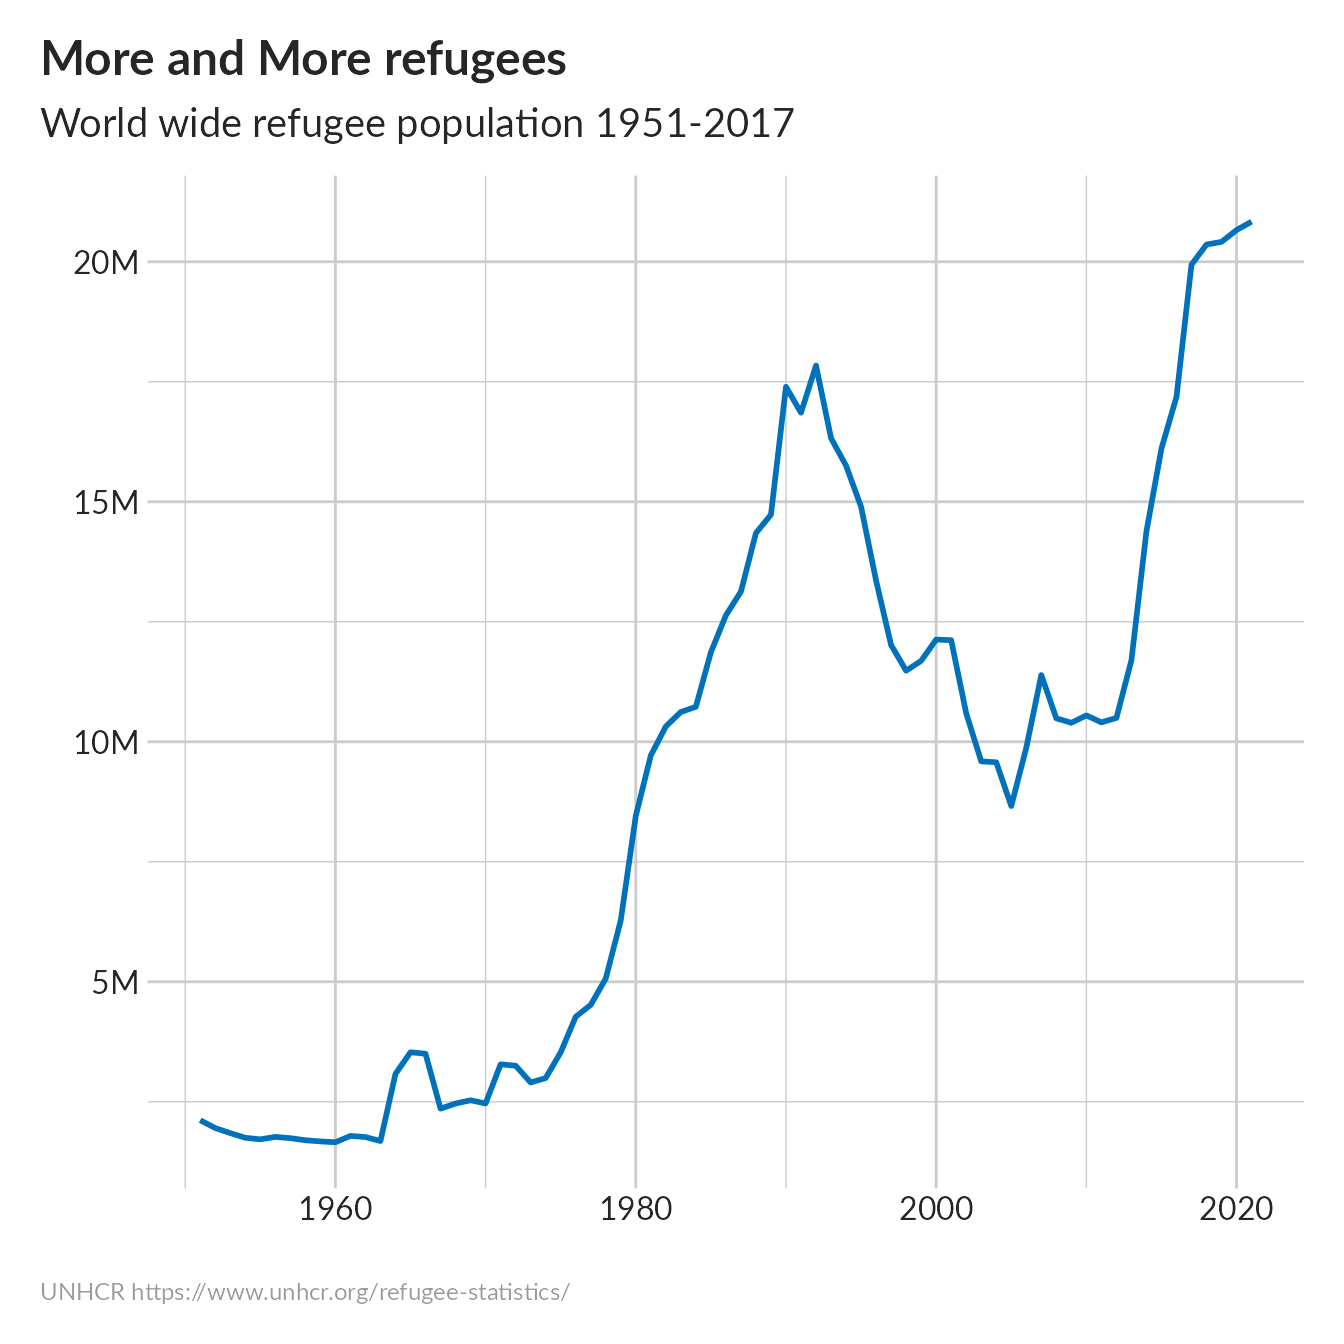 More and More refugees
World wide refugee population 1951-2017
20M
15M
10M
5M
1960 1980 2000 2020
UNHCR https://www.unhcr.org/refugee-statistics/